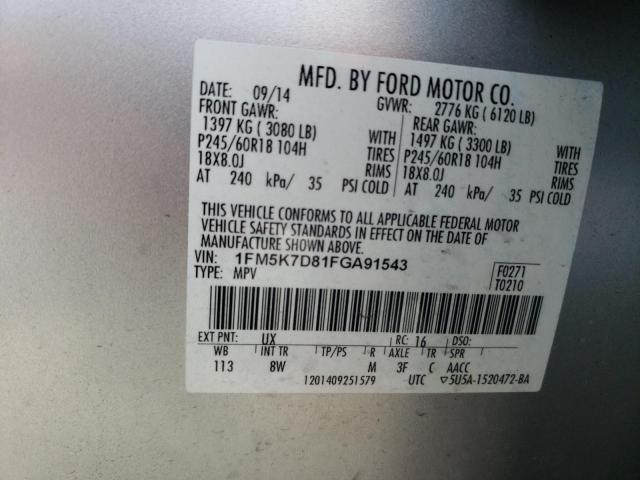 MFD. BY FORD MOTOR CO.
DATE: 09/14 GVWR: 2776 KG ( 6120 LB)
FRONT GAWR: REAR GAWR:
1397 KG ( 3080 LB) WITH 1497 KG ( 3300 LB) WITH
P245/60R18 104H TIRES P245/60R18 104H TIRES
18X8.0J RIMS 18X8.0J RIMS
AT 240 kPa/ 35 PSI COLD AT 240 kPa/ 35 PSI COLD
THIS VEHICLE CONFORMS TO ALL APPLICABLE FEDERAL MOTOR
VEHICLE SAFETY STANDARDS IN EFFECT ON THE DATE OF
MANUFACTURE SHOWN ABOVE.
VIN: 1FM5K7D81FGA91543 F0271
TYPE: MPV T0210
EXT PNT: UX RC: 16 DSO:
WB INT TR TP/PS R AXLE TR SPR
113 8W M 3F C AACC
1201409251579 UTC ▽5U5A-1520472-BA